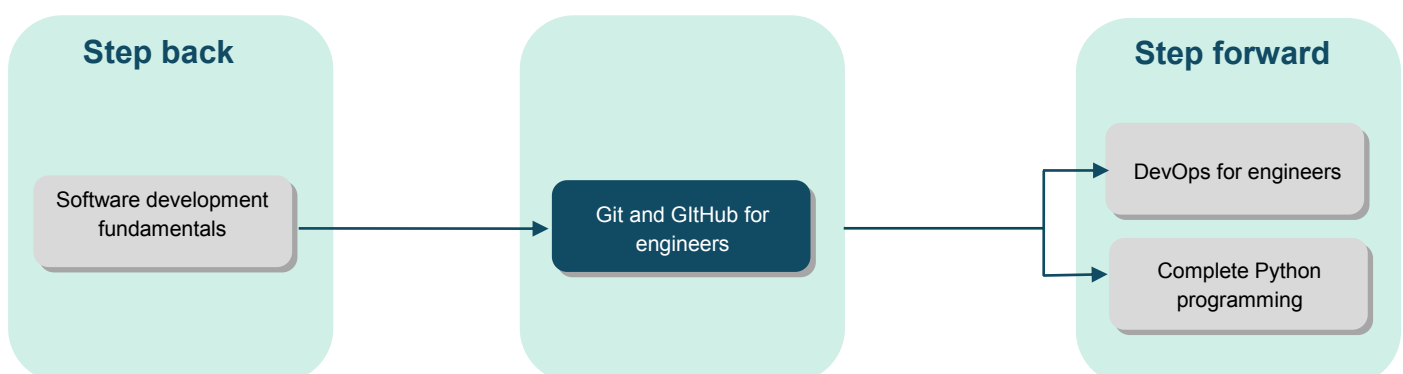 Step back
Software development
fundamentals
Git and GItHub for
engineers
Step forward
DevOps for engineers
Complete Python
programming